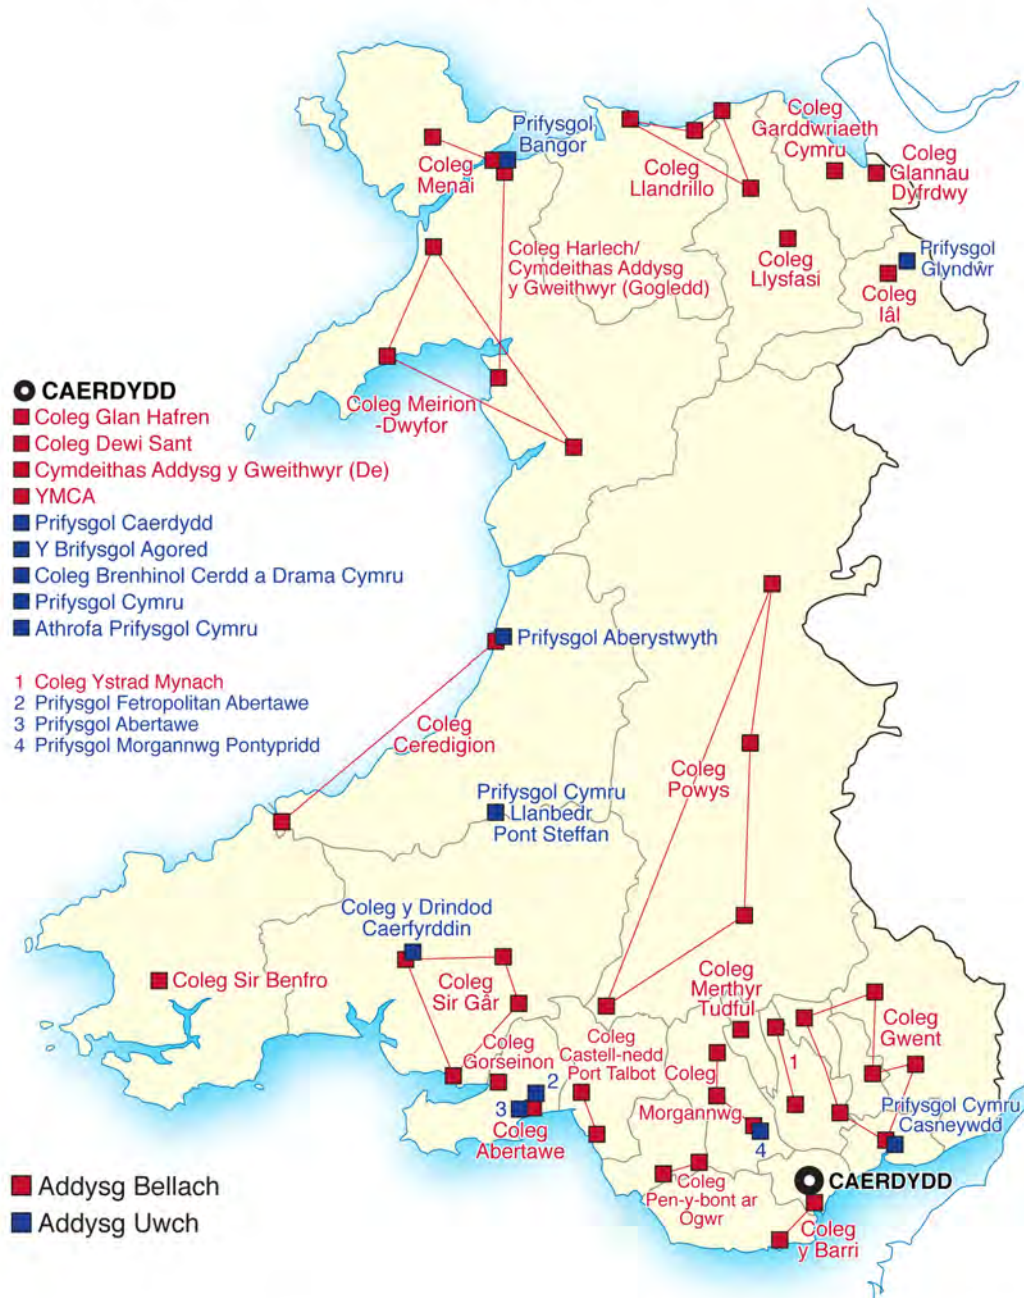 Prifysgol
Bangor
Coleg
Menai
Coleg
Llandrillo
Coleg
Garddwriaeth
Cymru
Coleg
Glannau
Dyfrdwy
Coleg Harlech/
Cymdeithas Addysg
y Gweithwyr (Gogledd)
Coleg
Llysfasi
Prifysgol
Glyndŵr
Coleg
Iâl
Coleg Meirion
-Dwyfor
CAERDYDD
Coleg Glan Hafren
Coleg Dewi Sant
Cymdeithas Addysg y Gweithwyr (De)
YMCA
Prifysgol Caerdydd
Y Brifysgol Agored
Coleg Brenhinol Cerdd a Drama Cymru
Prifysgol Cymru
Athrofa Prifysgol Cymru
1 Coleg Ystrad Mynach
2 Prifysgol Fetropolitan Abertawe
3 Prifysgol Abertawe
4 Prifysgol Morgannwg Pontypridd
Prifysgol Aberystwyth
Coleg
Ceredigion
Coleg
Powys
Prifysgol Cymru
Llanbedr
Pont Steffan
Coleg y Drindod
Caerfyrddin
Coleg Sir Benfro
Coleg
Sir Gâr
Coleg
Merthyr
Tudful
Coleg
Gwent
Coleg
Gorseinon
Coleg
Castell-nedd
Port Talbot
Coleg
Morgannwg
1
2
3
Coleg
Abertawe
4
Prifysgol Cymru
Casneywdd
Coleg
Pen-y-bont ar
Ogwr
CAERDYDD
Coleg
y Barri
Addysg Bellach
Addysg Uwch